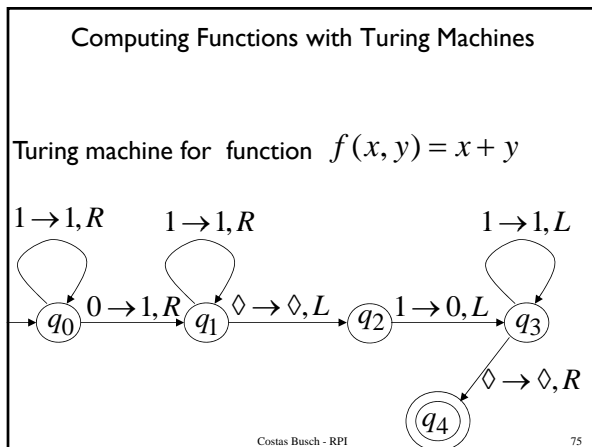 Computing Functions with Turing Machines
Turing machine for function f(x, y) = x + y
1 → 1, R 1 → 1, R 1 → 1, L
q₀ 0 → 1, R q₁ ◊ → ◊, L q₂ 1 → 0, L q₃
◊ → ◊, R
q₄
Costas Busch - RPI 75